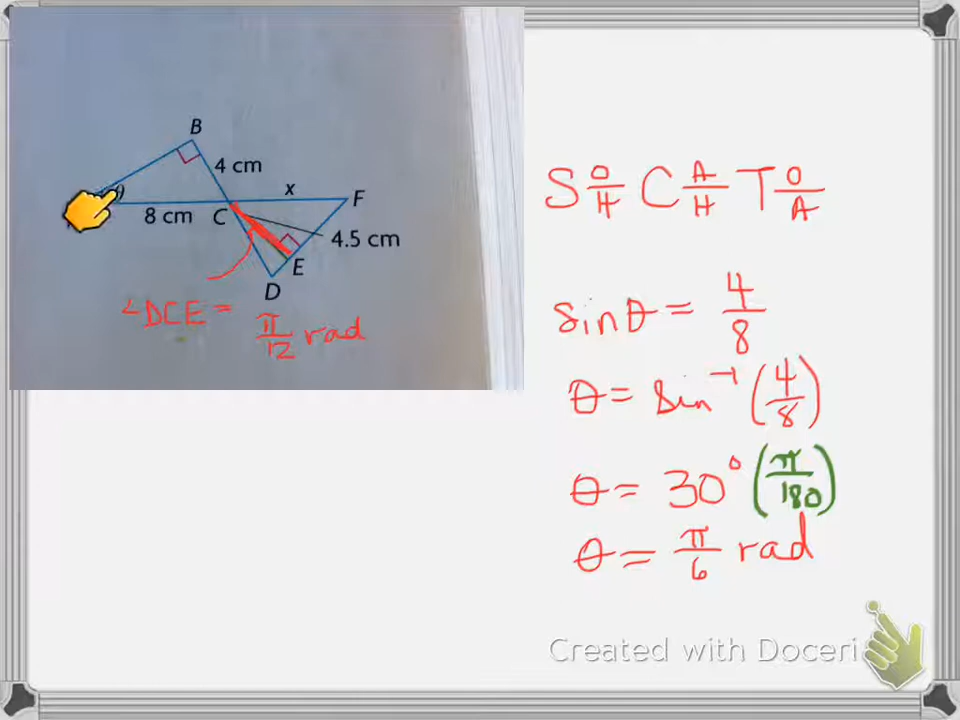 B
4 cm
θ
x
F
8 cm
C
4.5 cm
E
D
∠DCE = π/12 rad
S O/H C A/H T O/A
sin θ = 4/8
θ = sin⁻¹ (4/8)
θ = 30° (π/180)
θ = π/6 rad
Created with Doceri